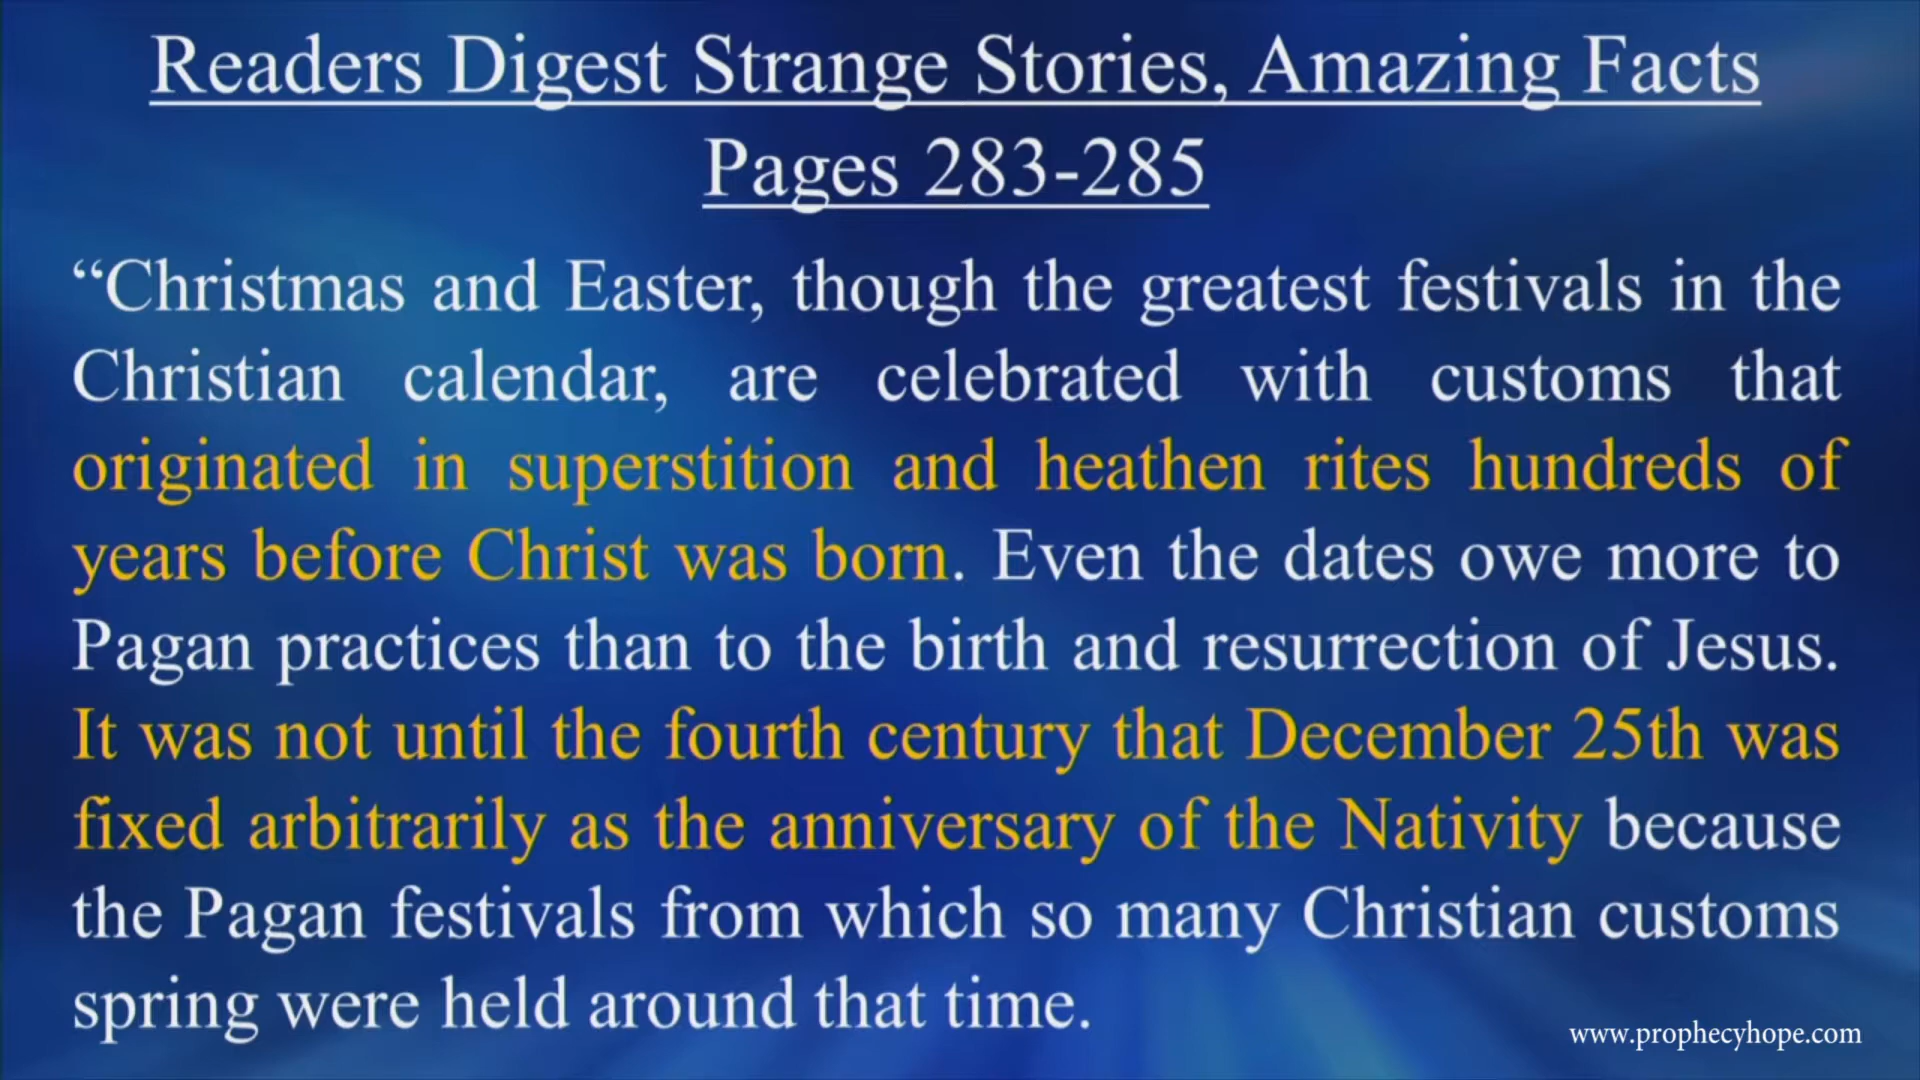 Readers Digest Strange Stories, Amazing Facts
Pages 283-285
“Christmas and Easter, though the greatest festivals in the
Christian calendar, are celebrated with customs that
originated in superstition and heathen rites hundreds of
years before Christ was born. Even the dates owe more to
Pagan practices than to the birth and resurrection of Jesus.
It was not until the fourth century that December 25th was
fixed arbitrarily as the anniversary of the Nativity because
the Pagan festivals from which so many Christian customs
spring were held around that time.
www.prophecyhope.com